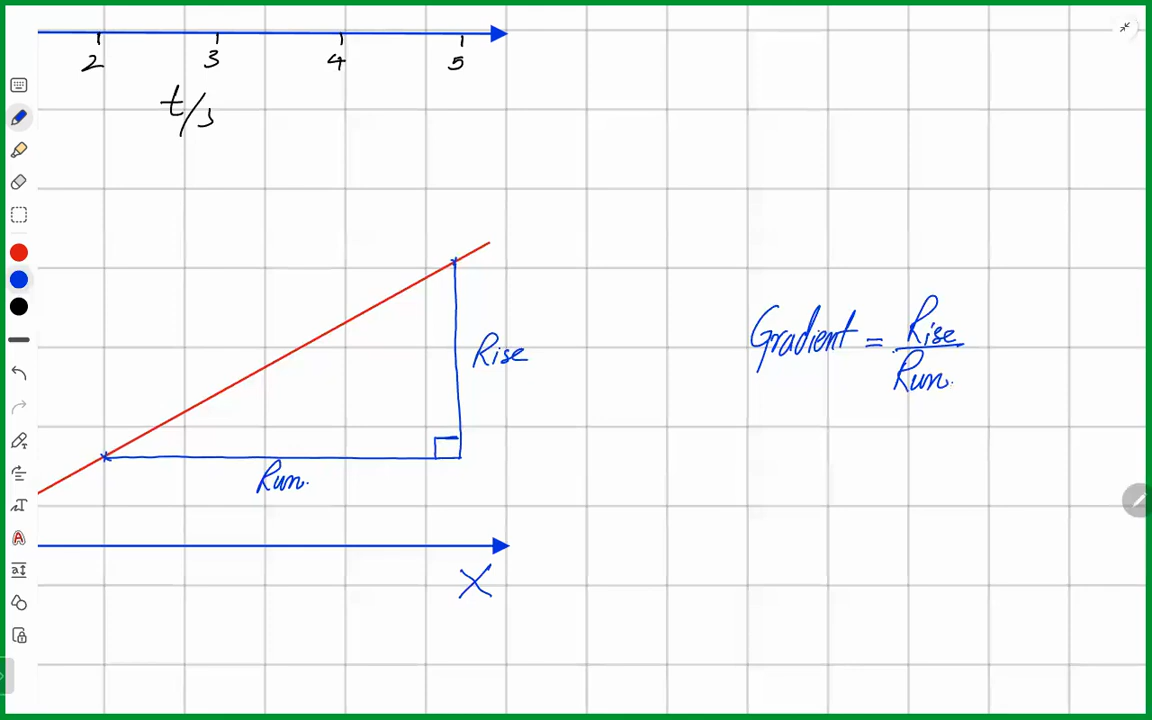 2 3 4 5
t/s
Rise
Gradient = Rise
Run.
Run.
X